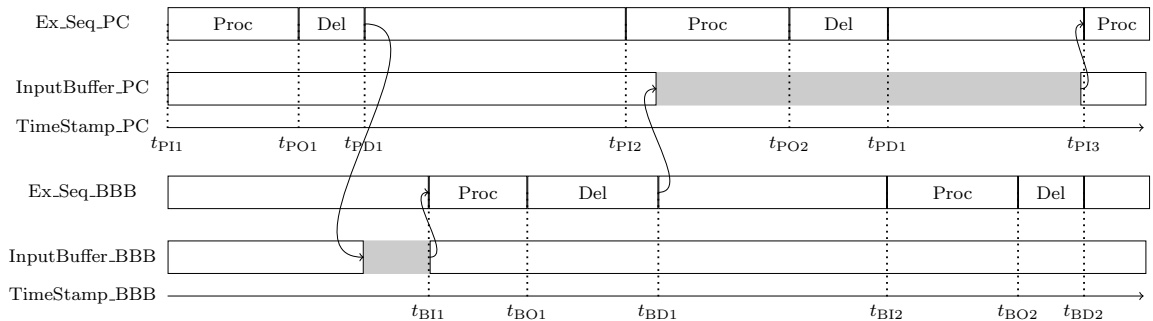 Ex_Seq_PC Proc Del Proc Del Proc
InputBuffer_PC
TimeStamp_PC
tPI1 tPO1 tPD1 tPI2 tPO2 tPD1 tPI3
Ex_Seq_BBB Proc Del Proc Del
InputBuffer_BBB
TimeStamp_BBB
tBI1 tBO1 tBD1 tBI2 tBO2 tBD2